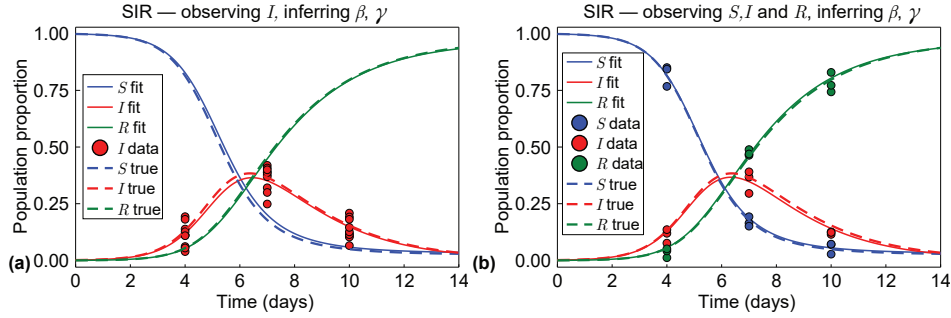 SIR — observing I, inferring β, γ
Population proportion
1.00
0.75
0.50
0.25
0.00
S fit
I fit
R fit
I data
S true
I true
R true
(a)
0 2 4 6 8 10 12 14
Time (days)
SIR — observing S,I and R, inferring β, γ
Population proportion
1.00
0.75
0.50
0.25
0.00
S fit
I fit
R fit
S data
I data
R data
S true
I true
R true
(b)
0 2 4 6 8 10 12 14
Time (days)